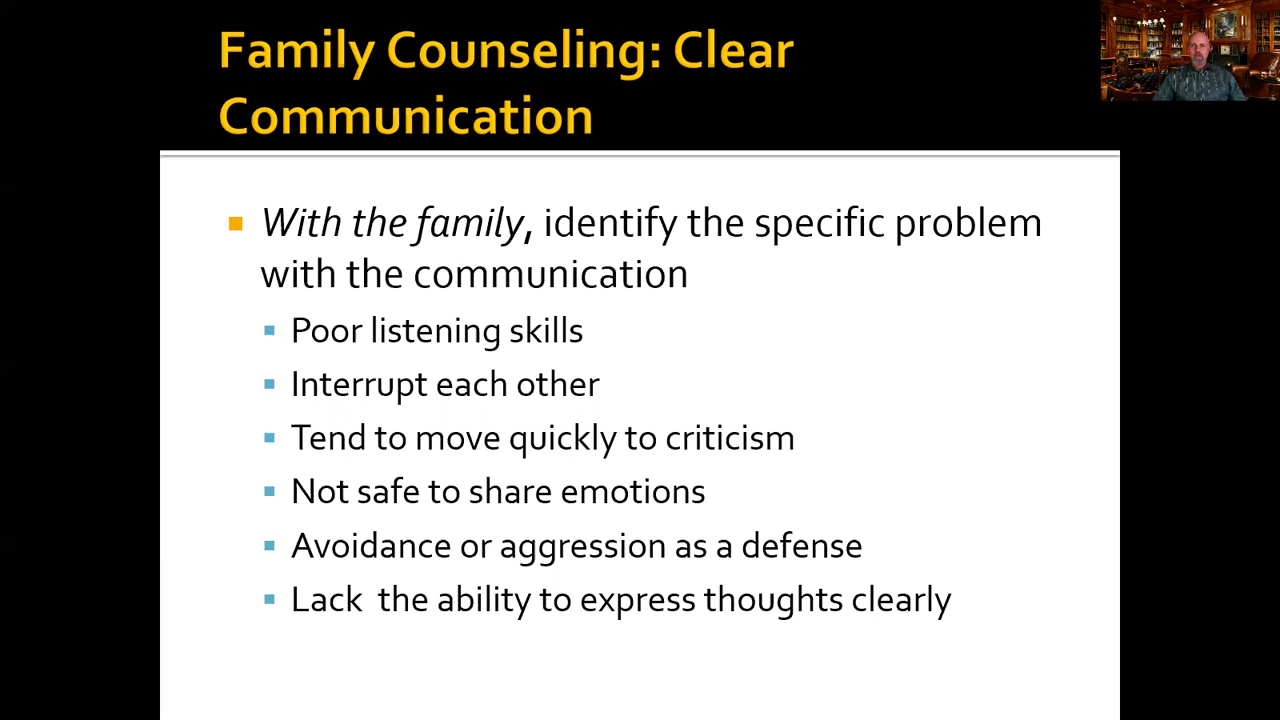 Family Counseling: Clear
Communication
With the family, identify the specific problem
with the communication
Poor listening skills
Interrupt each other
Tend to move quickly to criticism
Not safe to share emotions
Avoidance or aggression as a defense
Lack  the ability to express thoughts clearly